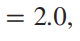 = 2.0,